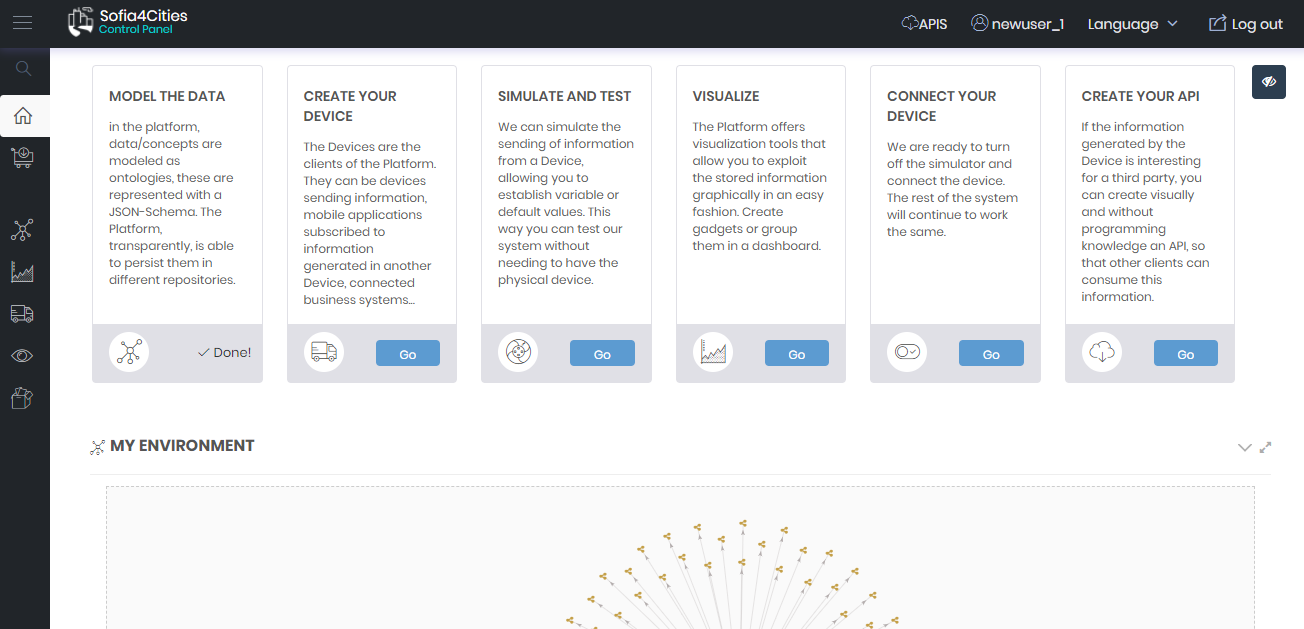 Sofia4Cities
Control Panel
APIS
newuser_1
Language
Log out
MODEL THE DATA
in the platform,
data/concepts are
modeled as
ontologies, these are
represented with a
JSON-Schema. The
Platform,
transparently, is able
to persist them in
different repositories.
Done!
CREATE YOUR
DEVICE
The Devices are the
clients of the Platform.
They can be devices
sending information,
mobile applications
subscribed to
information
generated in another
Device, connected
business systems...
Go
SIMULATE AND TEST
We can simulate the
sending of information
from a Device,
allowing you to
establish variable or
default values. This
way you can test our
system without
needing to have the
physical device.
Go
VISUALIZE
The Platform offers
visualization tools that
allow you to exploit
the stored information
graphically in an easy
fashion. Create
gadgets or group
them in a dashboard.
Go
CONNECT YOUR
DEVICE
We are ready to turn
off the simulator and
connect the device.
The rest of the system
will continue to work
the same.
Go
CREATE YOUR API
If the information
generated by the
Device is interesting
for a third party, you
can create visually
and without
programming
knowledge an API, so
that other clients can
consume this
information.
Go
MY ENVIRONMENT